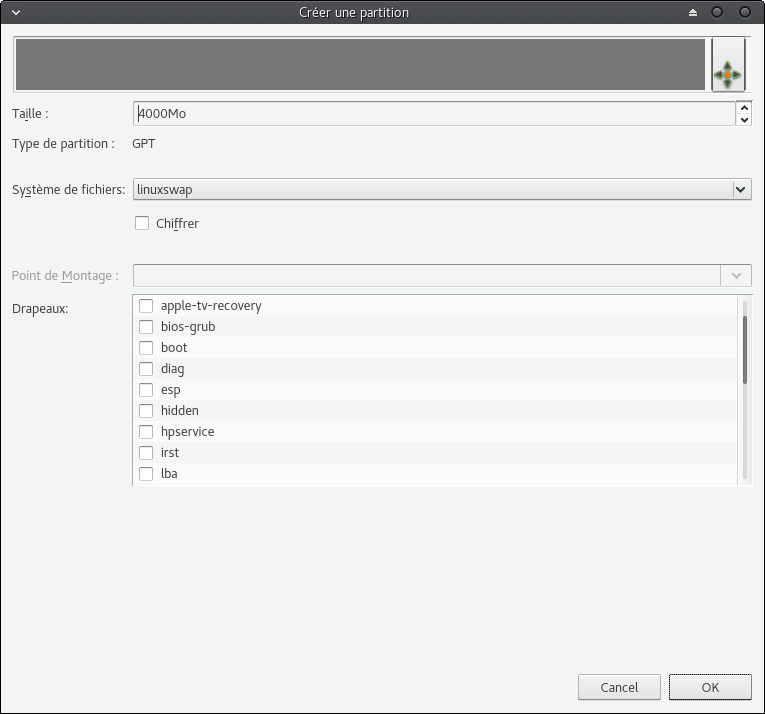 Créer une partition
Taille : 4000Mo
Type de partition : GPT
Système de fichiers: linuxswap
Chiffrer
Point de Montage :
Drapeaux:
apple-tv-recovery
bios-grub
boot
diag
esp
hidden
hpservice
irst
lba
Cancel OK